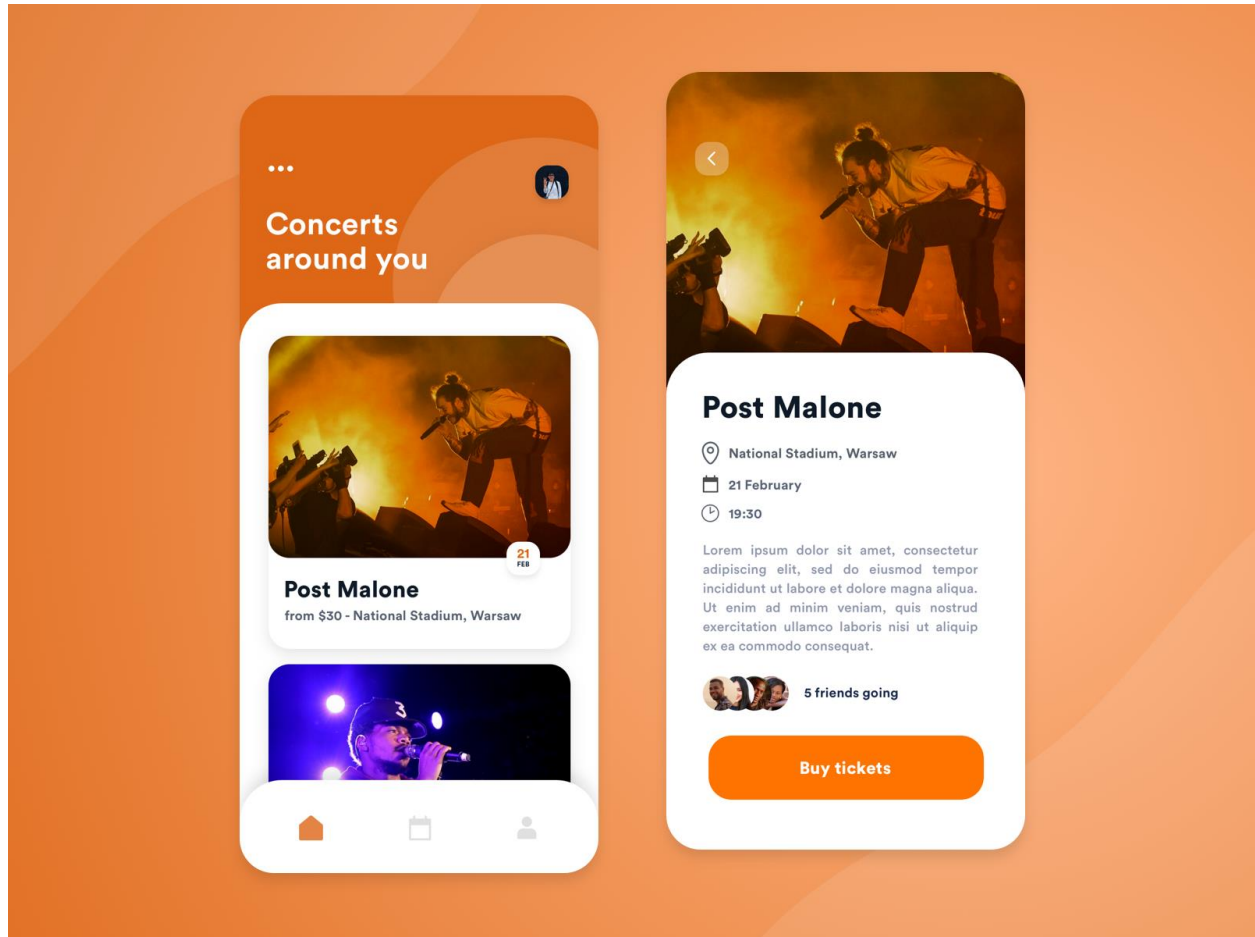 Concerts
around you
21
FEB
Post Malone
from $30 - National Stadium, Warsaw
3
Post Malone
National Stadium, Warsaw
21 February
19:30
Lorem ipsum dolor sit amet, consectetur
adipiscing elit, sed do eiusmod tempor
incididunt ut labore et dolore magna aliqua.
Ut enim ad minim veniam, quis nostrud
exercitation ullamco laboris nisi ut aliquip
ex ea commodo consequat.
5 friends going
Buy tickets